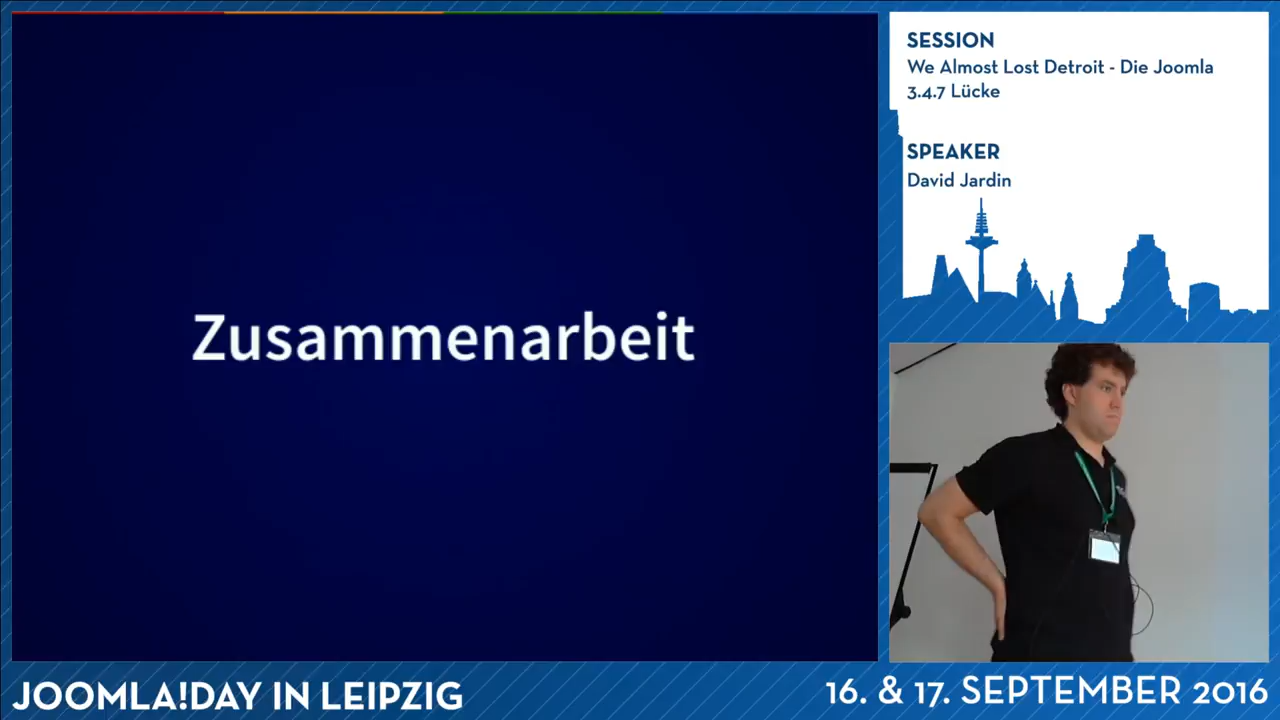 Zusammenarbeit
SESSION
We Almost Lost Detroit - Die Joomla
3.4.7 Lücke
SPEAKER
David Jardin
JOOMLA!DAY IN LEIPZIG
16. & 17. SEPTEMBER 2016